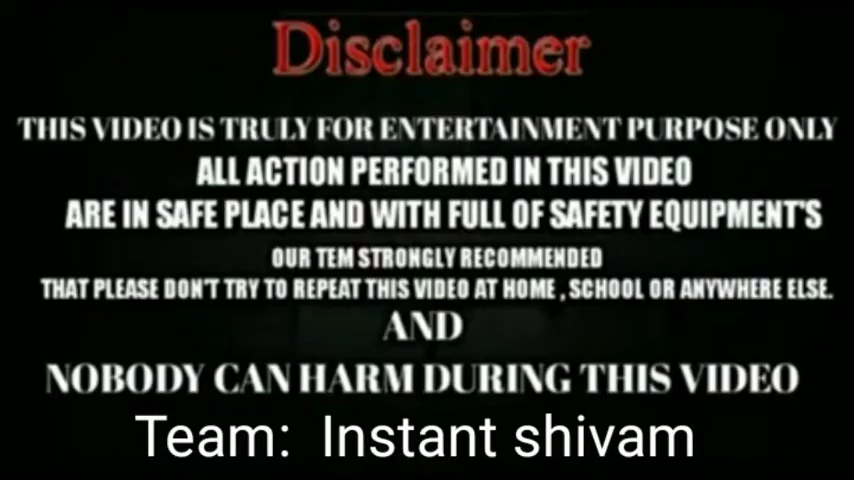 Disclaimer
THIS VIDEO IS TRULY FOR ENTERTAINMENT PURPOSE ONLY
ALL ACTION PERFORMED IN THIS VIDEO
ARE IN SAFE PLACE AND WITH FULL OF SAFETY EQUIPMENT'S
OUR TEM STRONGLY RECOMMENDED
THAT PLEASE DON'T TRY TO REPEAT THIS VIDEO AT HOME , SCHOOL OR ANYWHERE ELSE.
AND
NOBODY CAN HARM DURING THIS VIDEO
Team: Instant shivam